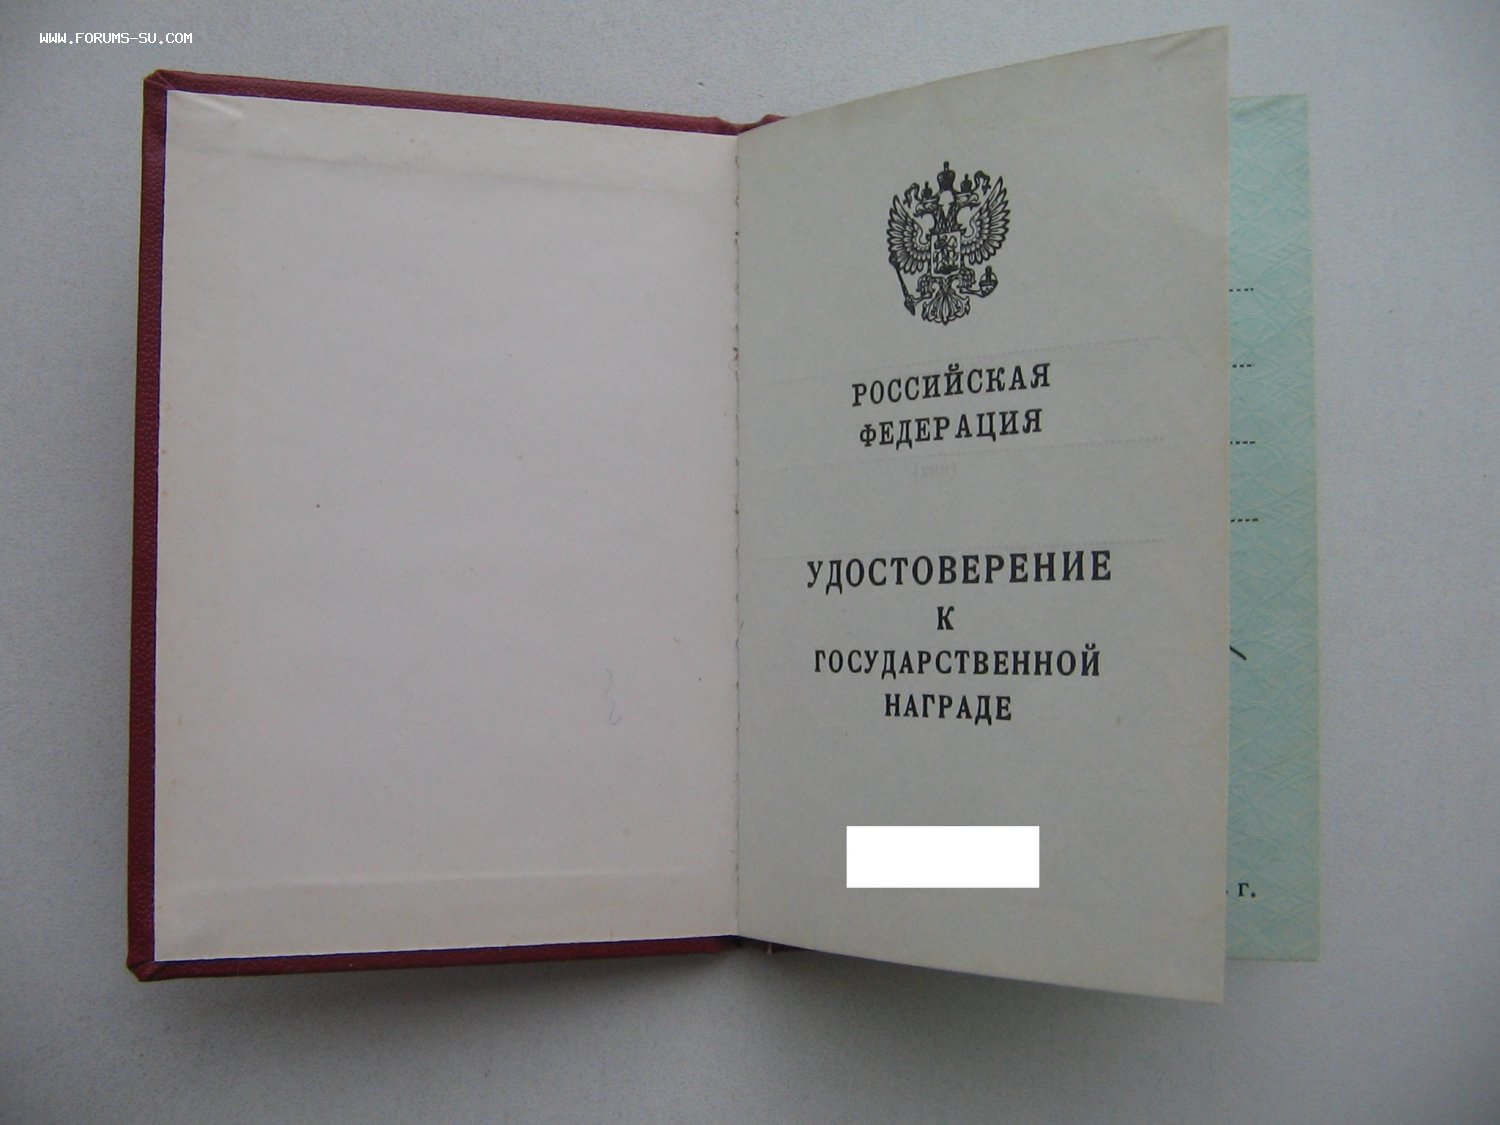 WWW.FORUMS-SU.COM
РОССИЙСКАЯ
ФЕДЕРАЦИЯ
УДОСТОВЕРЕНИЕ
К
ГОСУДАРСТВЕННОЙ
НАГРАДЕ
г.